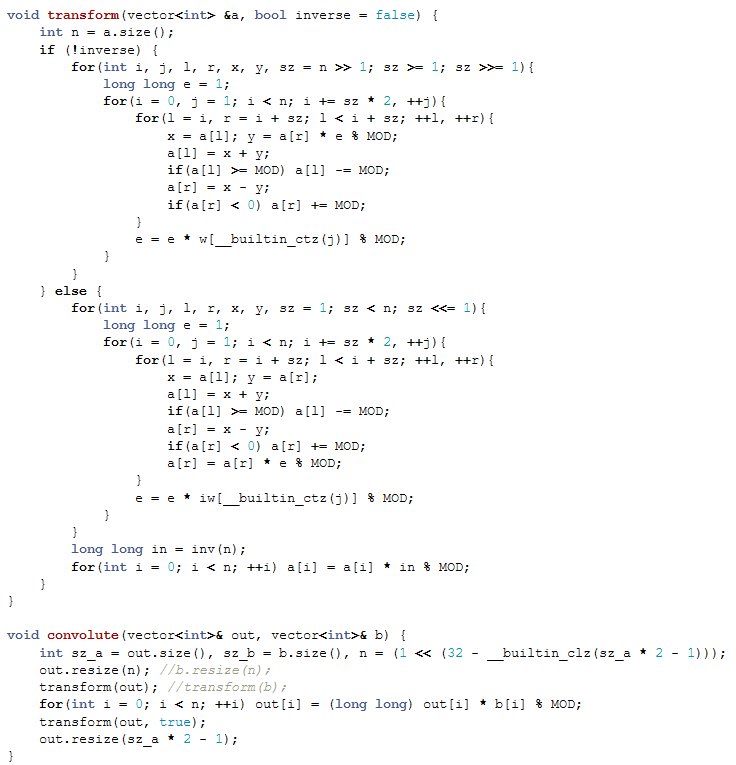 void transform(vector<int> &a, bool inverse = false) {
    int n = a.size();
    if (!inverse) {
        for(int i, j, l, r, x, y, sz = n >> 1; sz >= 1; sz >>= 1){
            long long e = 1;
            for(i = 0, j = 1; i < n; i += sz * 2, ++j){
                for(l = i, r = i + sz; l < i + sz; ++l, ++r){
                    x = a[l]; y = a[r] * e % MOD;
                    a[l] = x + y;
                    if(a[l] >= MOD) a[l] -= MOD;
                    a[r] = x - y;
                    if(a[r] < 0) a[r] += MOD;
                }
                e = e * w[__builtin_ctz(j)] % MOD;
            }
        }
    } else {
        for(int i, j, l, r, x, y, sz = 1; sz < n; sz <<= 1){
            long long e = 1;
            for(i = 0, j = 1; i < n; i += sz * 2, ++j){
                for(l = i, r = i + sz; l < i + sz; ++l, ++r){
                    x = a[l]; y = a[r];
                    a[l] = x + y;
                    if(a[l] >= MOD) a[l] -= MOD;
                    a[r] = x - y;
                    if(a[r] < 0) a[r] += MOD;
                    a[r] = a[r] * e % MOD;
                }
                e = e * iw[__builtin_ctz(j)] % MOD;
            }
        }
        long long in = inv(n);
        for(int i = 0; i < n; ++i) a[i] = a[i] * in % MOD;
    }
}
void convolute(vector<int>& out, vector<int>& b) {
    int sz_a = out.size(), sz_b = b.size(), n = (1 << (32 - __builtin_clz(sz_a * 2 - 1)));
    out.resize(n); //b.resize(n);
    transform(out); //transform(b);
    for(int i = 0; i < n; ++i) out[i] = (long long) out[i] * b[i] % MOD;
    transform(out, true);
    out.resize(sz_a * 2 - 1);
}